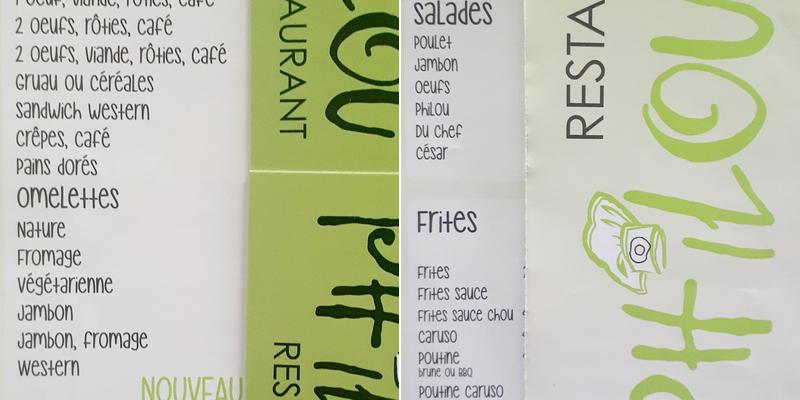 2 oeufs, rôties, café
2 oeufs, viande, rôties, café
gruau ou céréales
sandwich western
crêpes, café
pains dorés
omelettes
Nature
Fromage
végétarienne
Jambon
Jambon, fromage
western
NOUVEAU
AURANT
RES
salades
Poulet
Jambon
Oeufs
Philou
Du chef
césar
Frites
Frites
Frites sauce
Frites sauce chou
caruso
Poutine
brune ou BBQ
Poutine caruso
RESTA
PHILOU